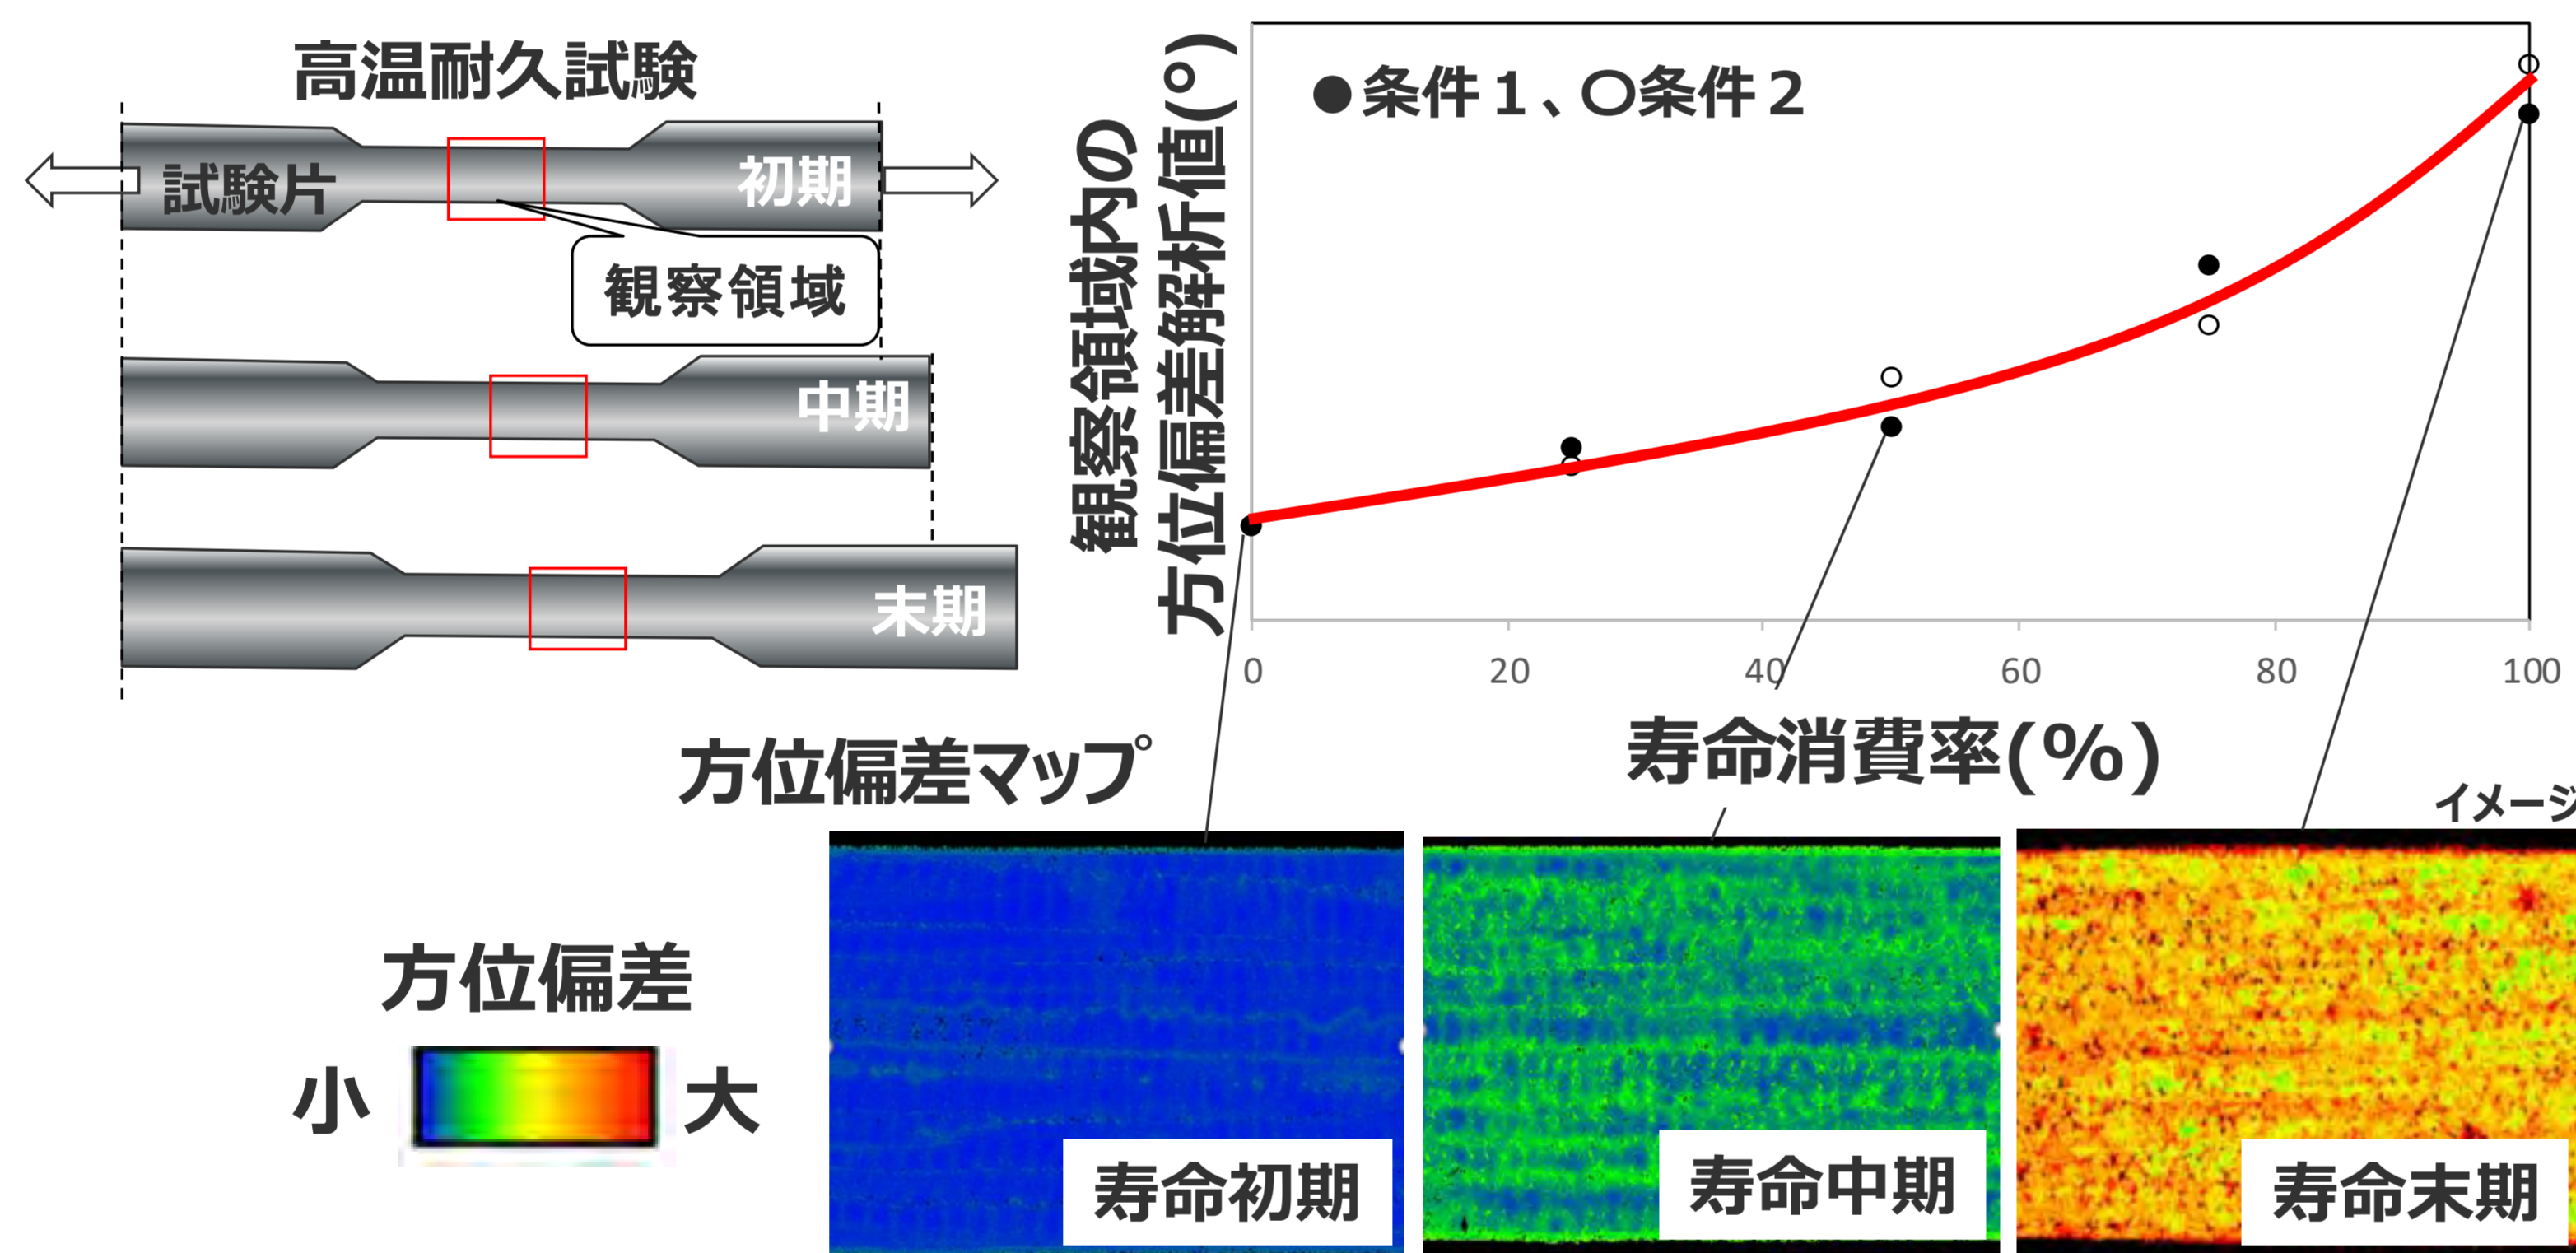 高温耐久試験
試験片
初期
観察領域
中期
末期
観察領域内の
方位偏差解析値(°)
●条件１、○条件２
0 20 40 60 80 100
寿命消費率(%)
方位偏差マップ
イメージ
方位偏差
小 大
寿命初期
寿命中期
寿命末期